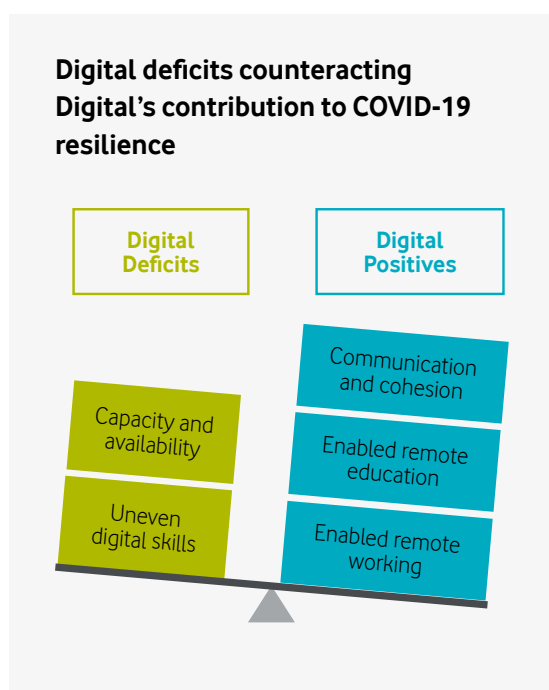 Digital deficits counteracting
Digital's contribution to COVID-19
resilience
Digital
Deficits
Digital
Positives
Capacity and
availability
Uneven
digital skills
Communication
and cohesion
Enabled remote
education
Enabled remote
working